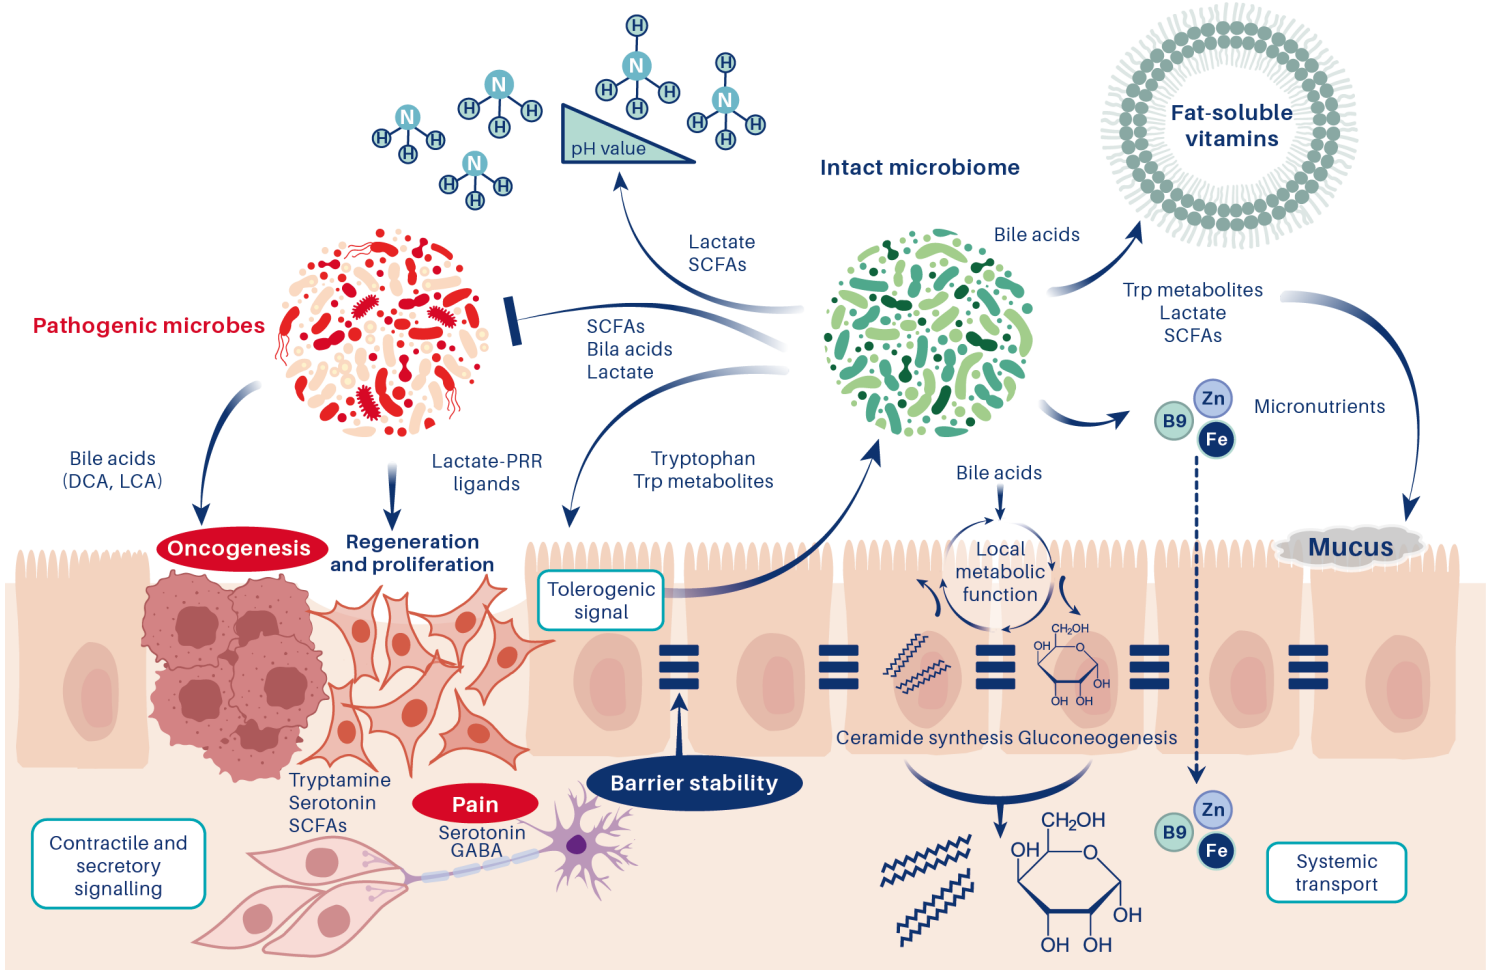 H
N
H
H
H
N
H
H
H
N
H
H
H
N
H
H
H
N
H
H
H
H
N
H
H
H
pH value
Fat-soluble
vitamins
Intact microbiome
Bile acids
Lactate
SCFAs
Pathogenic microbes
SCFAs
Bila acids
Lactate
Trp metabolites
Lactate
SCFAs
Zn
B9
Fe
Micronutrients
Bile acids
(DCA, LCA)
Lactate-PRR
ligands
Tryptophan
Trp metabolites
Bile acids
Oncogenesis
Regeneration
and proliferation
Local
metabolic
function
Mucus
Tolerogenic
signal
CH2OH
OH
O
OH
OH
OH
Ceramide synthesis
Gluconeogenesis
Barrier stability
Tryptamine
Serotonin
SCFAs
Pain
Serotonin
GABA
Contractile and
secretory
signalling
CH2OH
OH
O
OH
OH
OH
Zn
B9
Fe
Systemic
transport